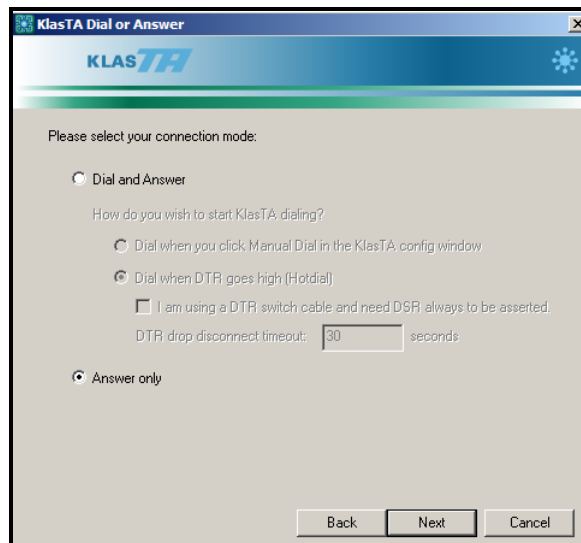 KlasTA Dial or Answer
KLAS TA
Please select your connection mode:
Dial and Answer
How do you wish to start KlasTA dialing?
Dial when you click Manual Dial in the KlasTA config window
Dial when DTR goes high (Hotdial)
I am using a DTR switch cable and need DSR always to be asserted.
DTR drop disconnect timeout: 30 seconds
Answer only
Back Next Cancel